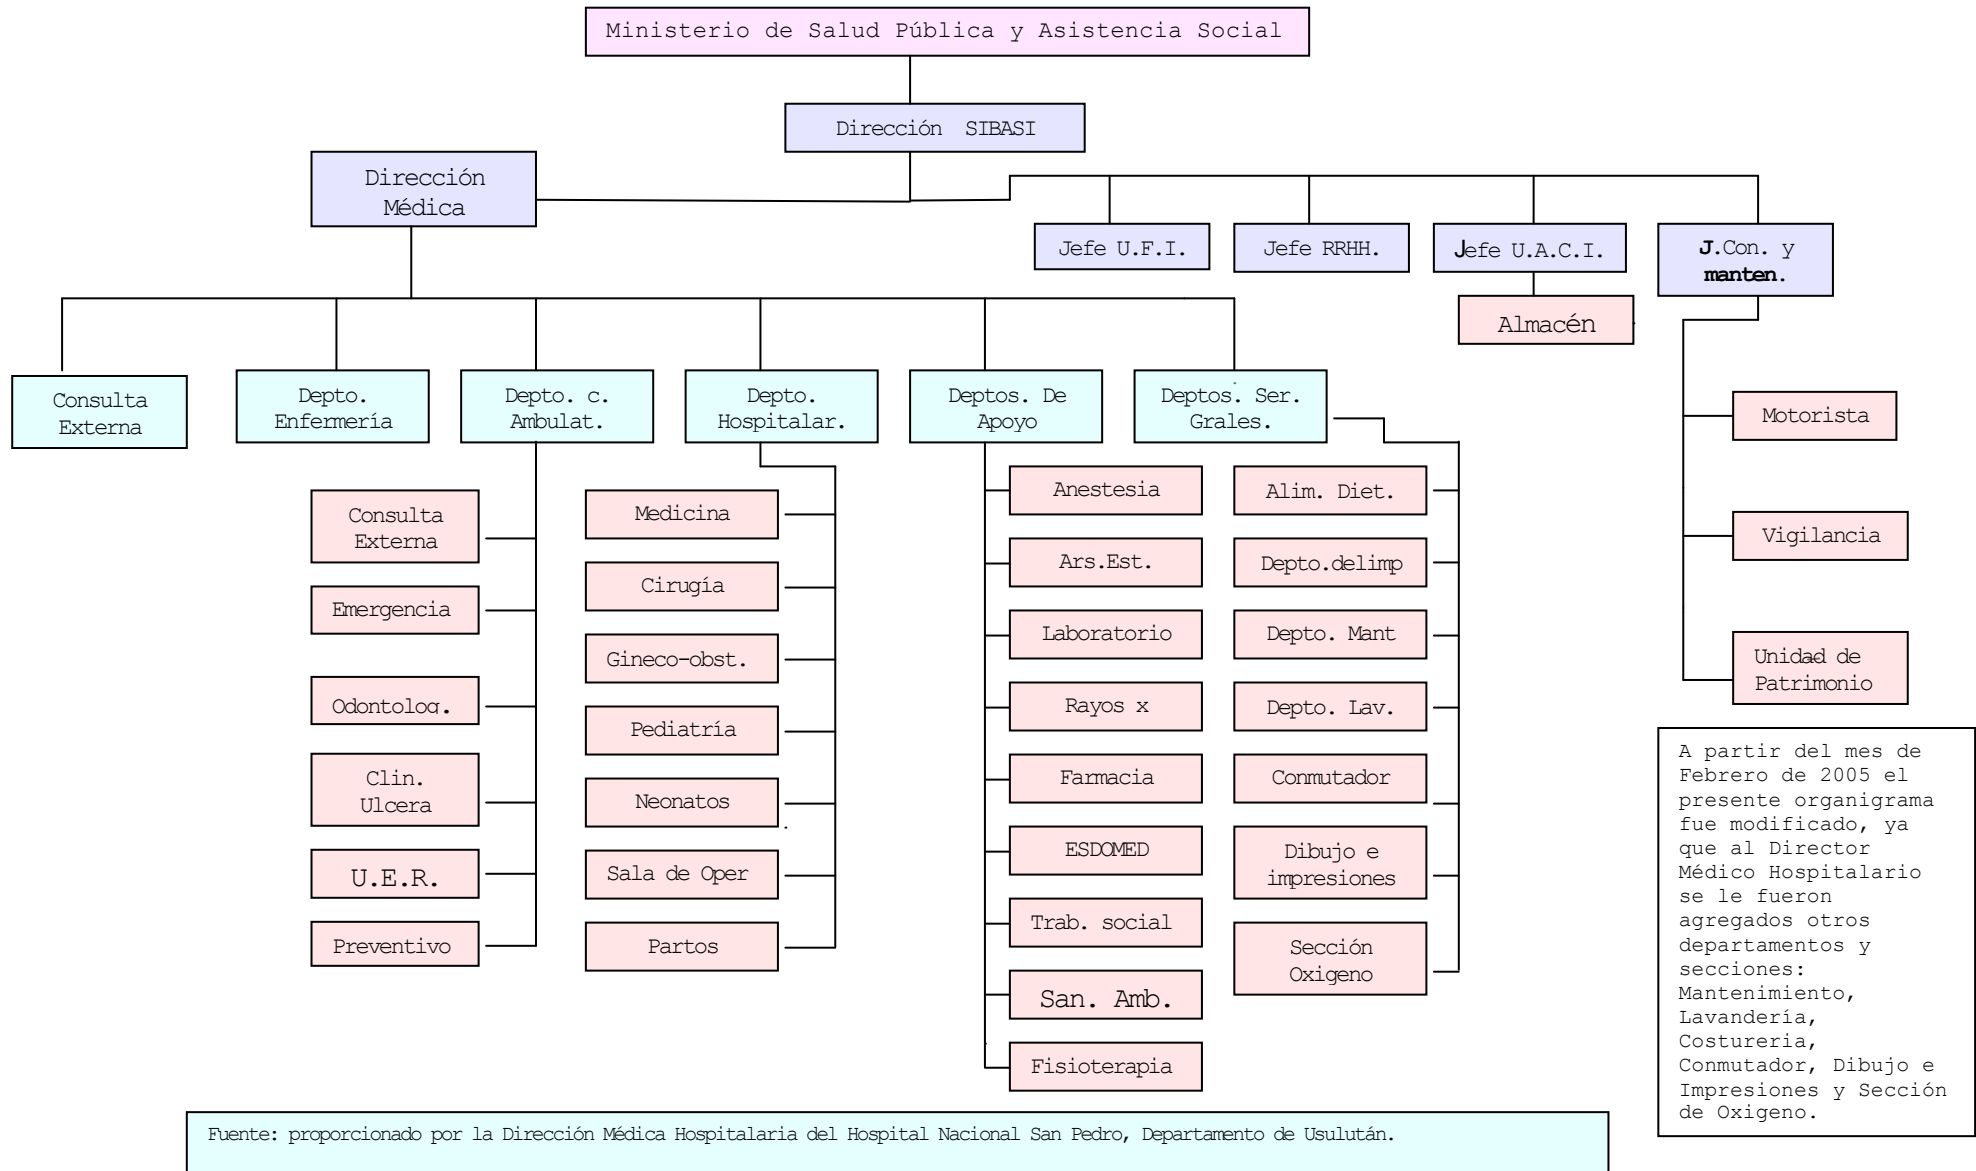 Ministerio de Salud Pública y Asistencia Social
Dirección SIBASI
Dirección
Médica
Jefe U.F.I.
Jefe RRHH.
Jefe U.A.C.I.
J.Con. y
manten.
Almacén
Consulta
Externa
Depto.
Enfermería
Depto. c.
Ambulat.
Depto.
Hospitalar.
Deptos. De
Apoyo
Deptos. Ser.
Grales.
Motorista
Vigilancia
Unidad de
Patrimonio
Consulta
Externa
Emergencia
Odontolog.
Clin.
Ulcera
U.E.R.
Preventivo
Medicina
Cirugía
Gineco-obst.
Pediatría
Neonatos
Sala de Oper
Partos
Anestesia
Ars.Est.
Laboratorio
Rayos x
Farmacia
ESDOMED
Trab. social
San. Amb.
Fisioterapia
Alim. Diet.
Depto.delimp
Depto. Mant
Depto. Lav.
Conmutador
Dibujo e
impresiones
Sección
Oxigeno
A partir del mes de
Febrero de 2005 el
presente organigrama
fue modificado, ya
que al Director
Médico Hospitalario
se le fueron
agregados otros
departamentos y
secciones:
Mantenimiento,
Lavandería,
Costureria,
Conmutador, Dibujo e
Impresiones y Sección
de Oxigeno.
Fuente: proporcionado por la Dirección Médica Hospitalaria del Hospital Nacional San Pedro, Departamento de Usulután.